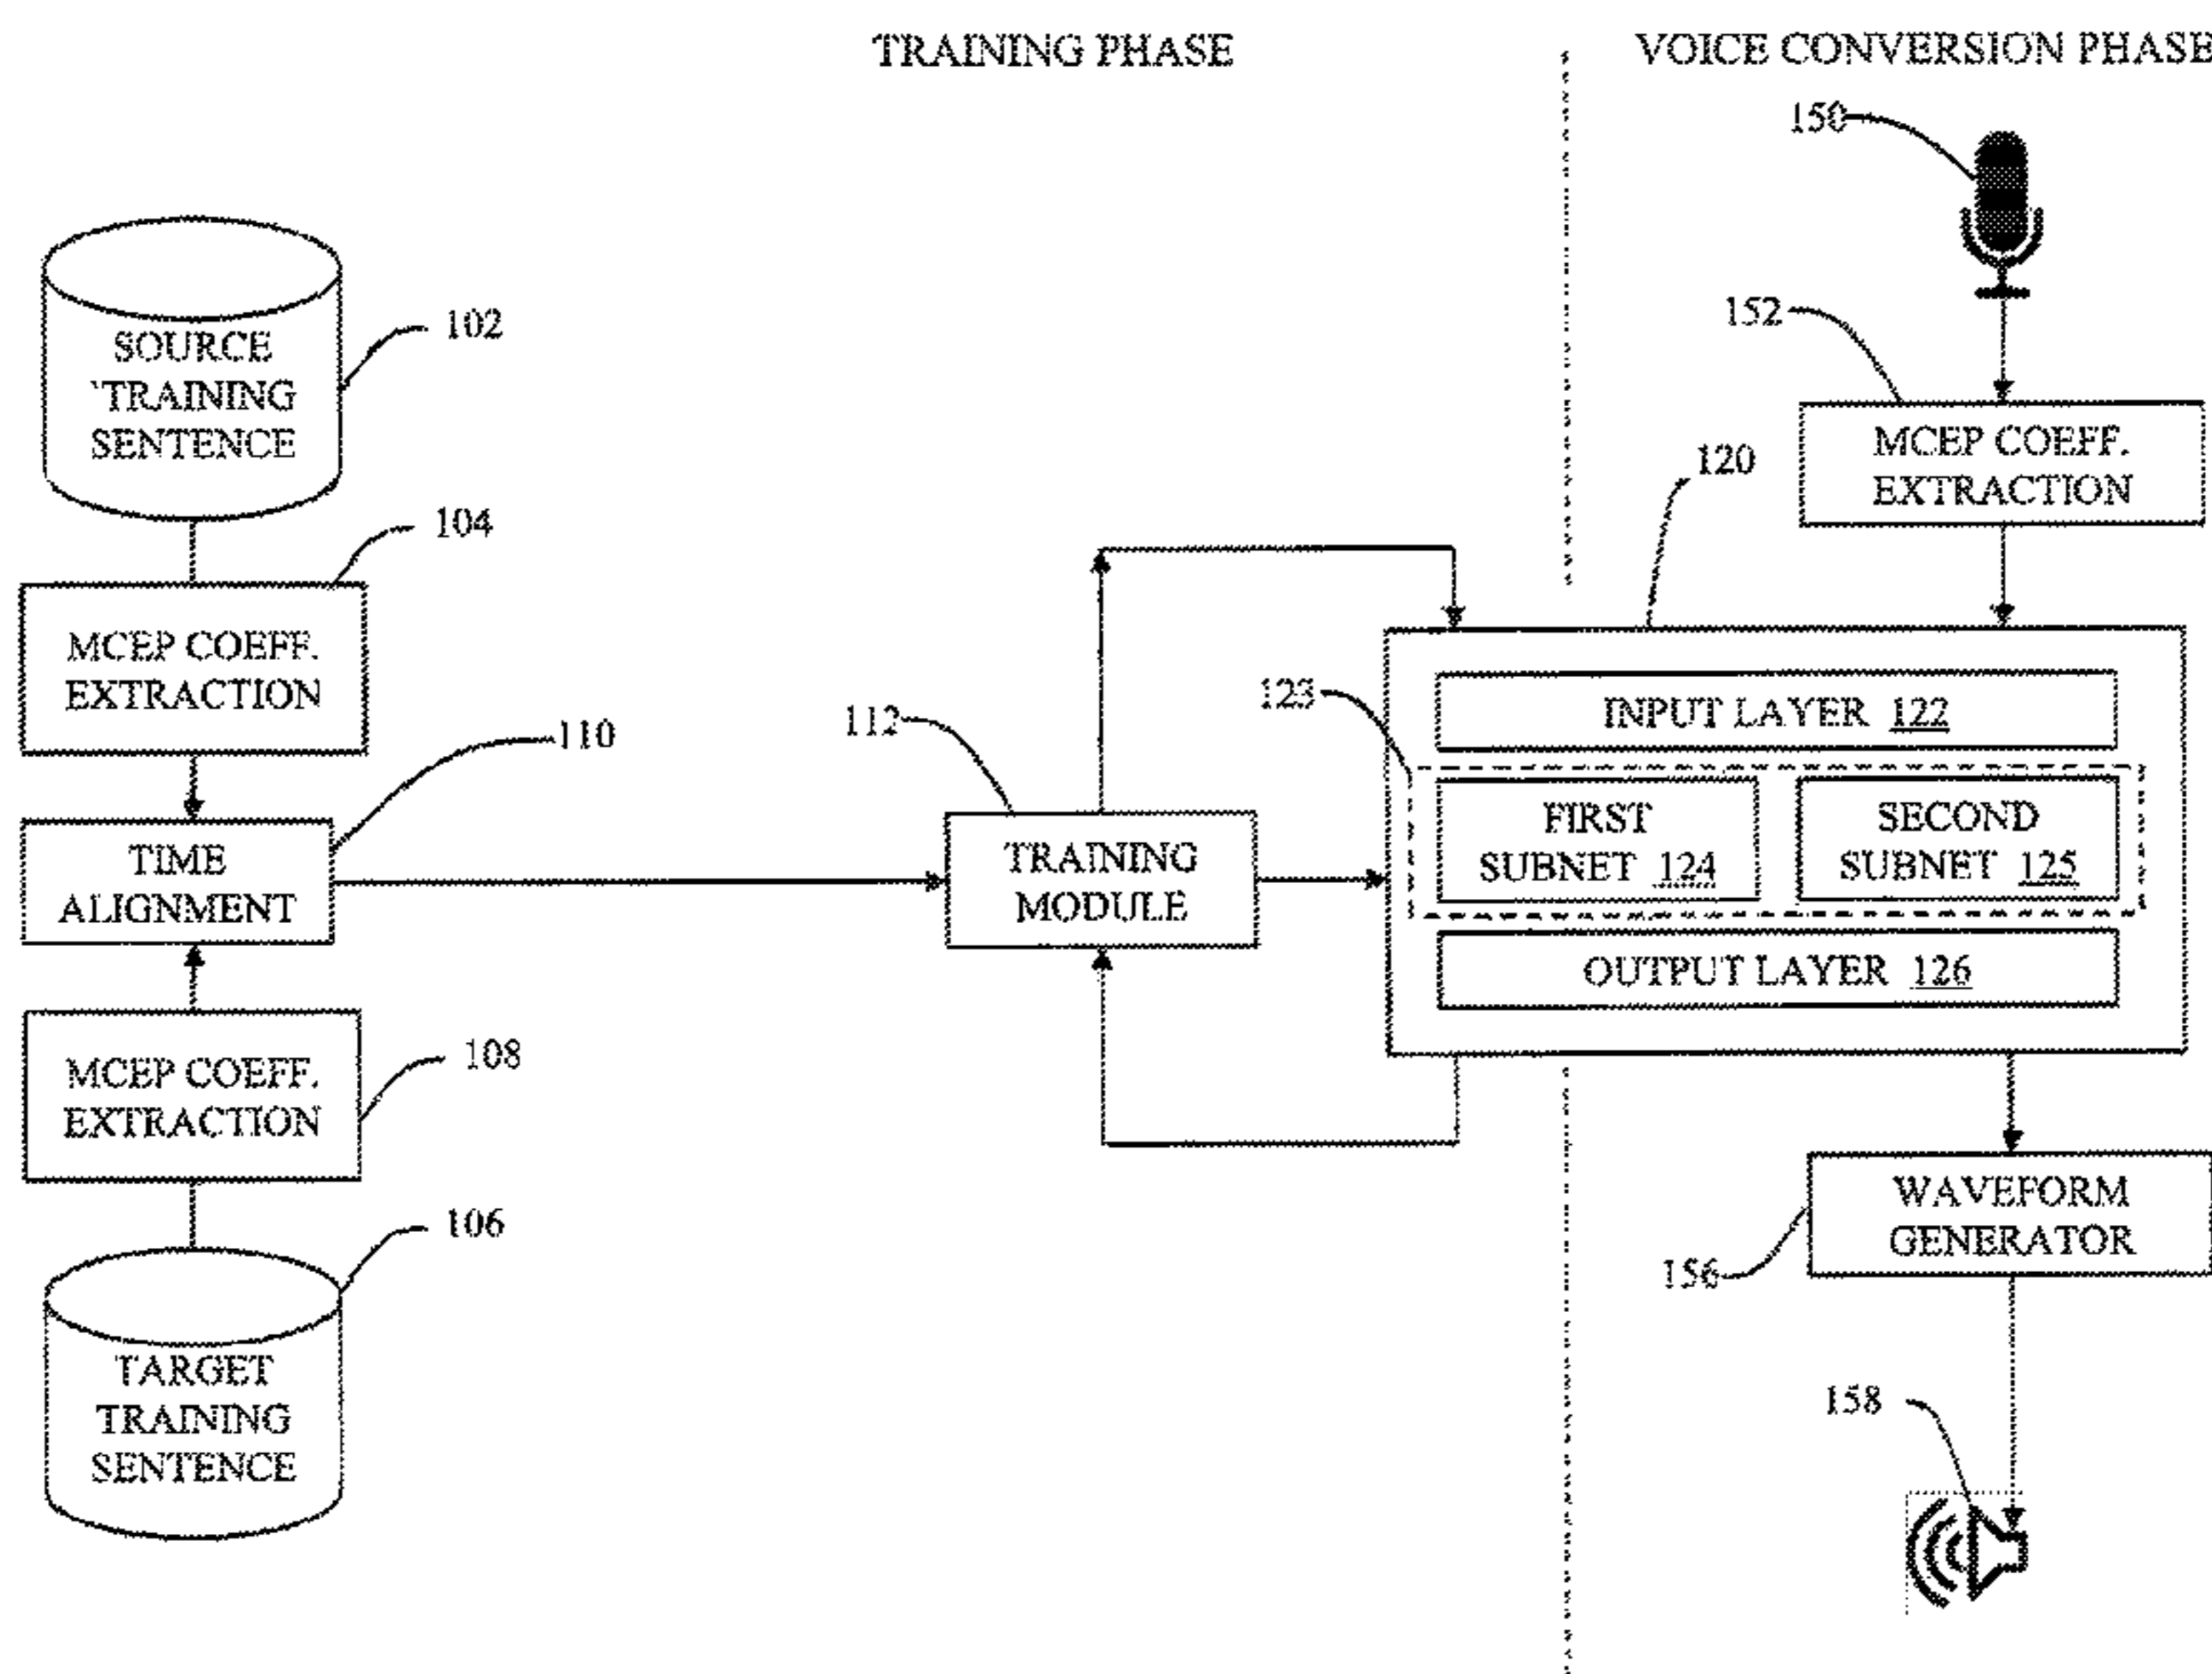 TRAINING PHASE
VOICE CONVERSION PHASE
150
152
MCEP COEFF.
EXTRACTION
102
SOURCE
TRAINING
SENTENCE
104
MCEP COEFF.
EXTRACTION
110
TIME
ALIGNMENT
108
MCEP COEFF.
EXTRACTION
106
TARGET
TRAINING
SENTENCE
112
TRAINING
MODULE
120
123
INPUT LAYER 122
FIRST
SUBNET 124
SECOND
SUBNET 125
OUTPUT LAYER 126
WAVEFORM
GENERATOR
156
158